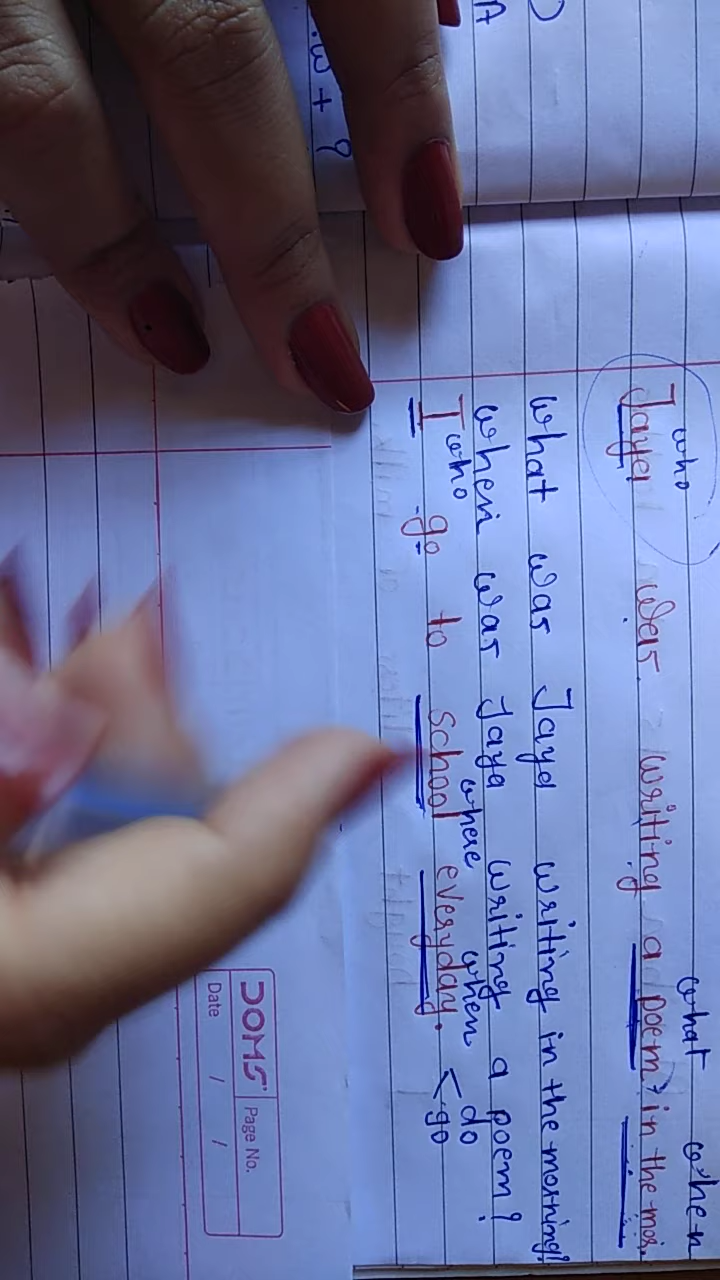 A
.w + ?
who what when
Jaya was writing a poem? in the mor.
what was Jaya writing in the morning?
when was Jaya writing a poem?
who where when do
I go to school everyday. < go
DOMS
Page No.
Date / /